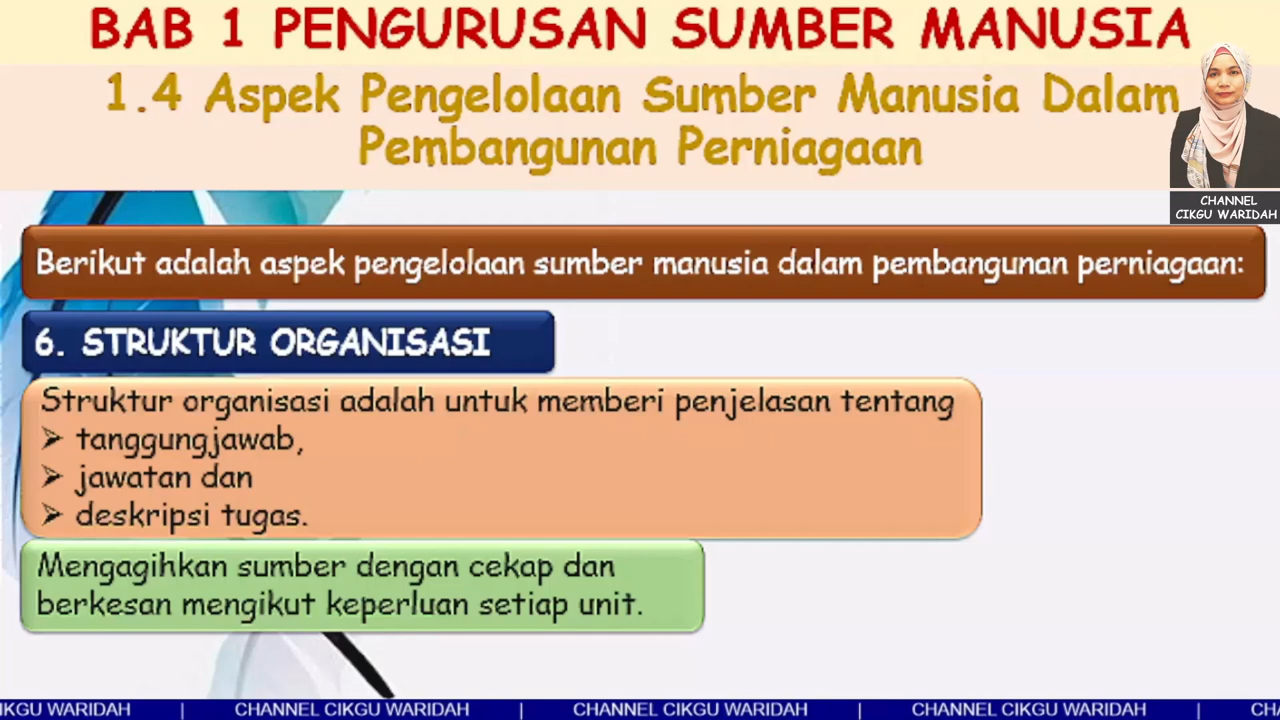 BAB 1 PENGURUSAN SUMBER MANUSIA
1.4 Aspek Pengelolaan Sumber Manusia Dalam
Pembangunan Perniagaan
CHANNEL
CIKGU WARIDAH
Berikut adalah aspek pengelolaan sumber manusia dalam pembangunan perniagaan:
6. STRUKTUR ORGANISASI
Struktur organisasi adalah untuk memberi penjelasan tentang
➢ tanggungjawab,
➢ jawatan dan
➢ deskripsi tugas.
Mengagihkan sumber dengan cekap dan
berkesan mengikut keperluan setiap unit.
IKGU WARIDAH | CHANNEL CIKGU WARIDAH | CHANNEL CIKGU WARIDAH | CHANNEL CIKGU WARIDAH | CH